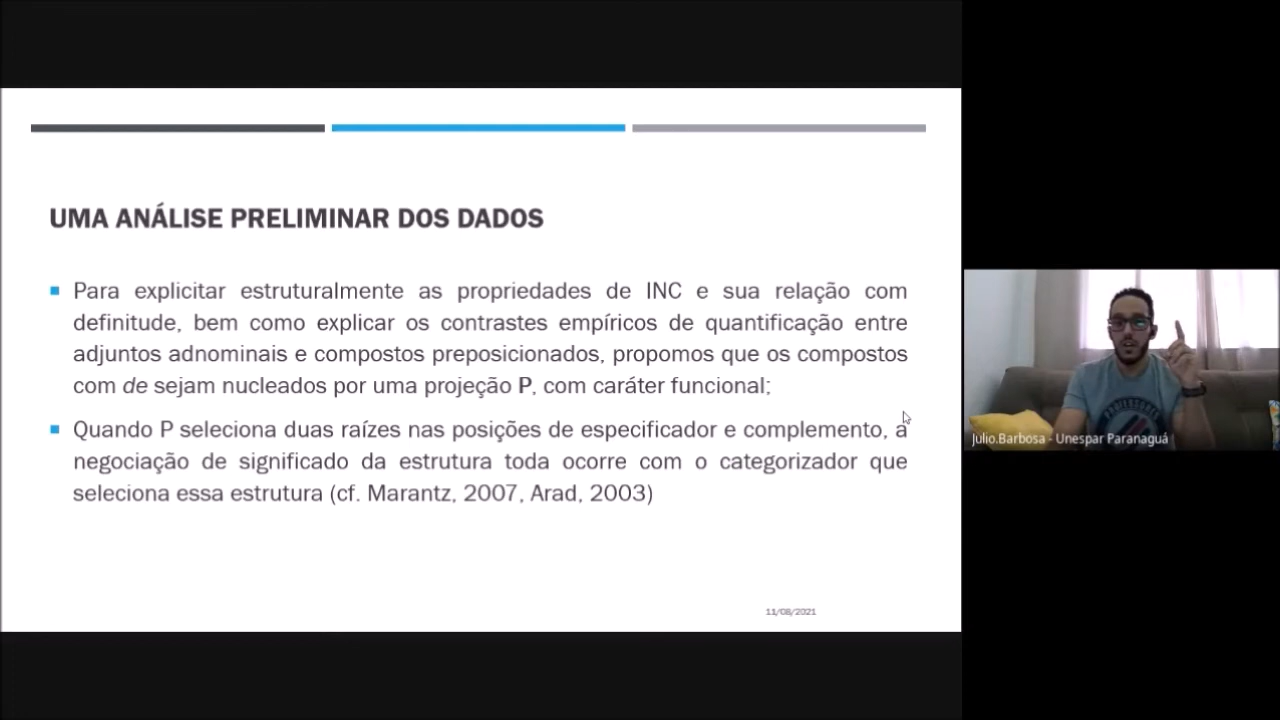 UMA ANÁLISE PRELIMINAR DOS DADOS
Para explicitar estruturalmente as propriedades de INC e sua relação com
definitude, bem como explicar os contrastes empíricos de quantificação entre
adjuntos adnominais e compostos preposicionados, propomos que os compostos
com de sejam nucleados por uma projeção P, com caráter funcional;
Quando P seleciona duas raízes nas posições de especificador e complemento, a
negociação de significado da estrutura toda ocorre com o categorizador que
seleciona essa estrutura (cf. Marantz, 2007, Arad, 2003)
11/08/2021
Julio.Barbosa - Unespar Paranaguá